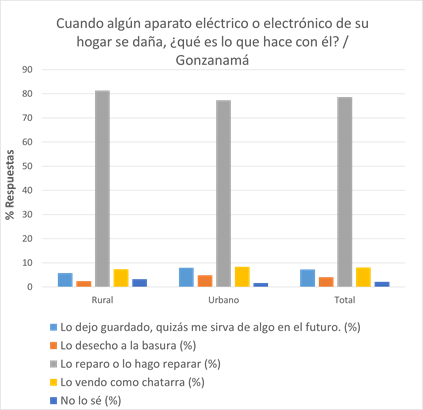 Cuando algún aparato eléctrico o electrónico de su
hogar se daña, ¿qué es lo que hace con él? /
Gonzanamá
% Respuestas
90
80
70
60
50
40
30
20
10
0
Rural Urbano Total
Lo dejo guardado, quizás me sirva de algo en el futuro. (%)
Lo desecho a la basura (%)
Lo reparo o lo hago reparar (%)
Lo vendo como chatarra (%)
No lo sé (%)